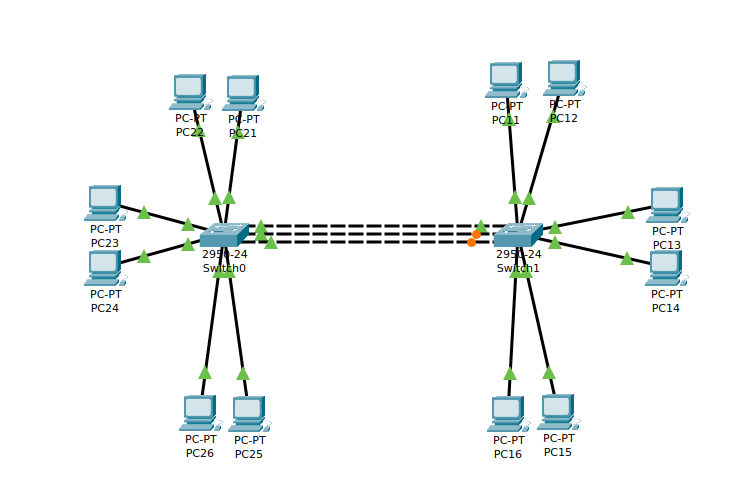 PC-PT
PC22
PC-PT
PC21
PC-PT
PC11
PC-PT
PC12
PC-PT
PC23
PC-PT
PC24
2950-24
Switch0
2950-24
Switch1
PC-PT
PC13
PC-PT
PC14
PC-PT
PC26
PC-PT
PC25
PC-PT
PC16
PC-PT
PC15